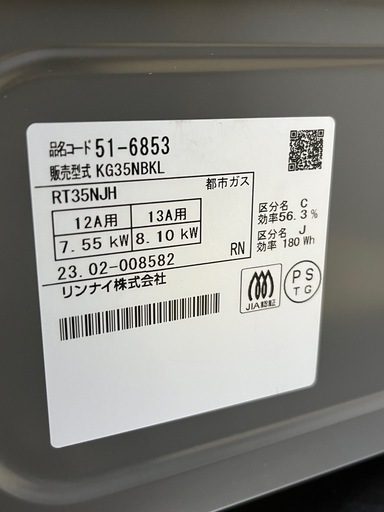 品名コード 51-6853
販売型式 KG35NBKL
RT35NJH 都市ガス
12A用 13A用
7.55 kW 8.10 kW
区分名 C
効率56.3%
区分名 J
効率 180 Wh
23.02-008582 RN
リンナイ株式会社
JIA認証
PS
TG